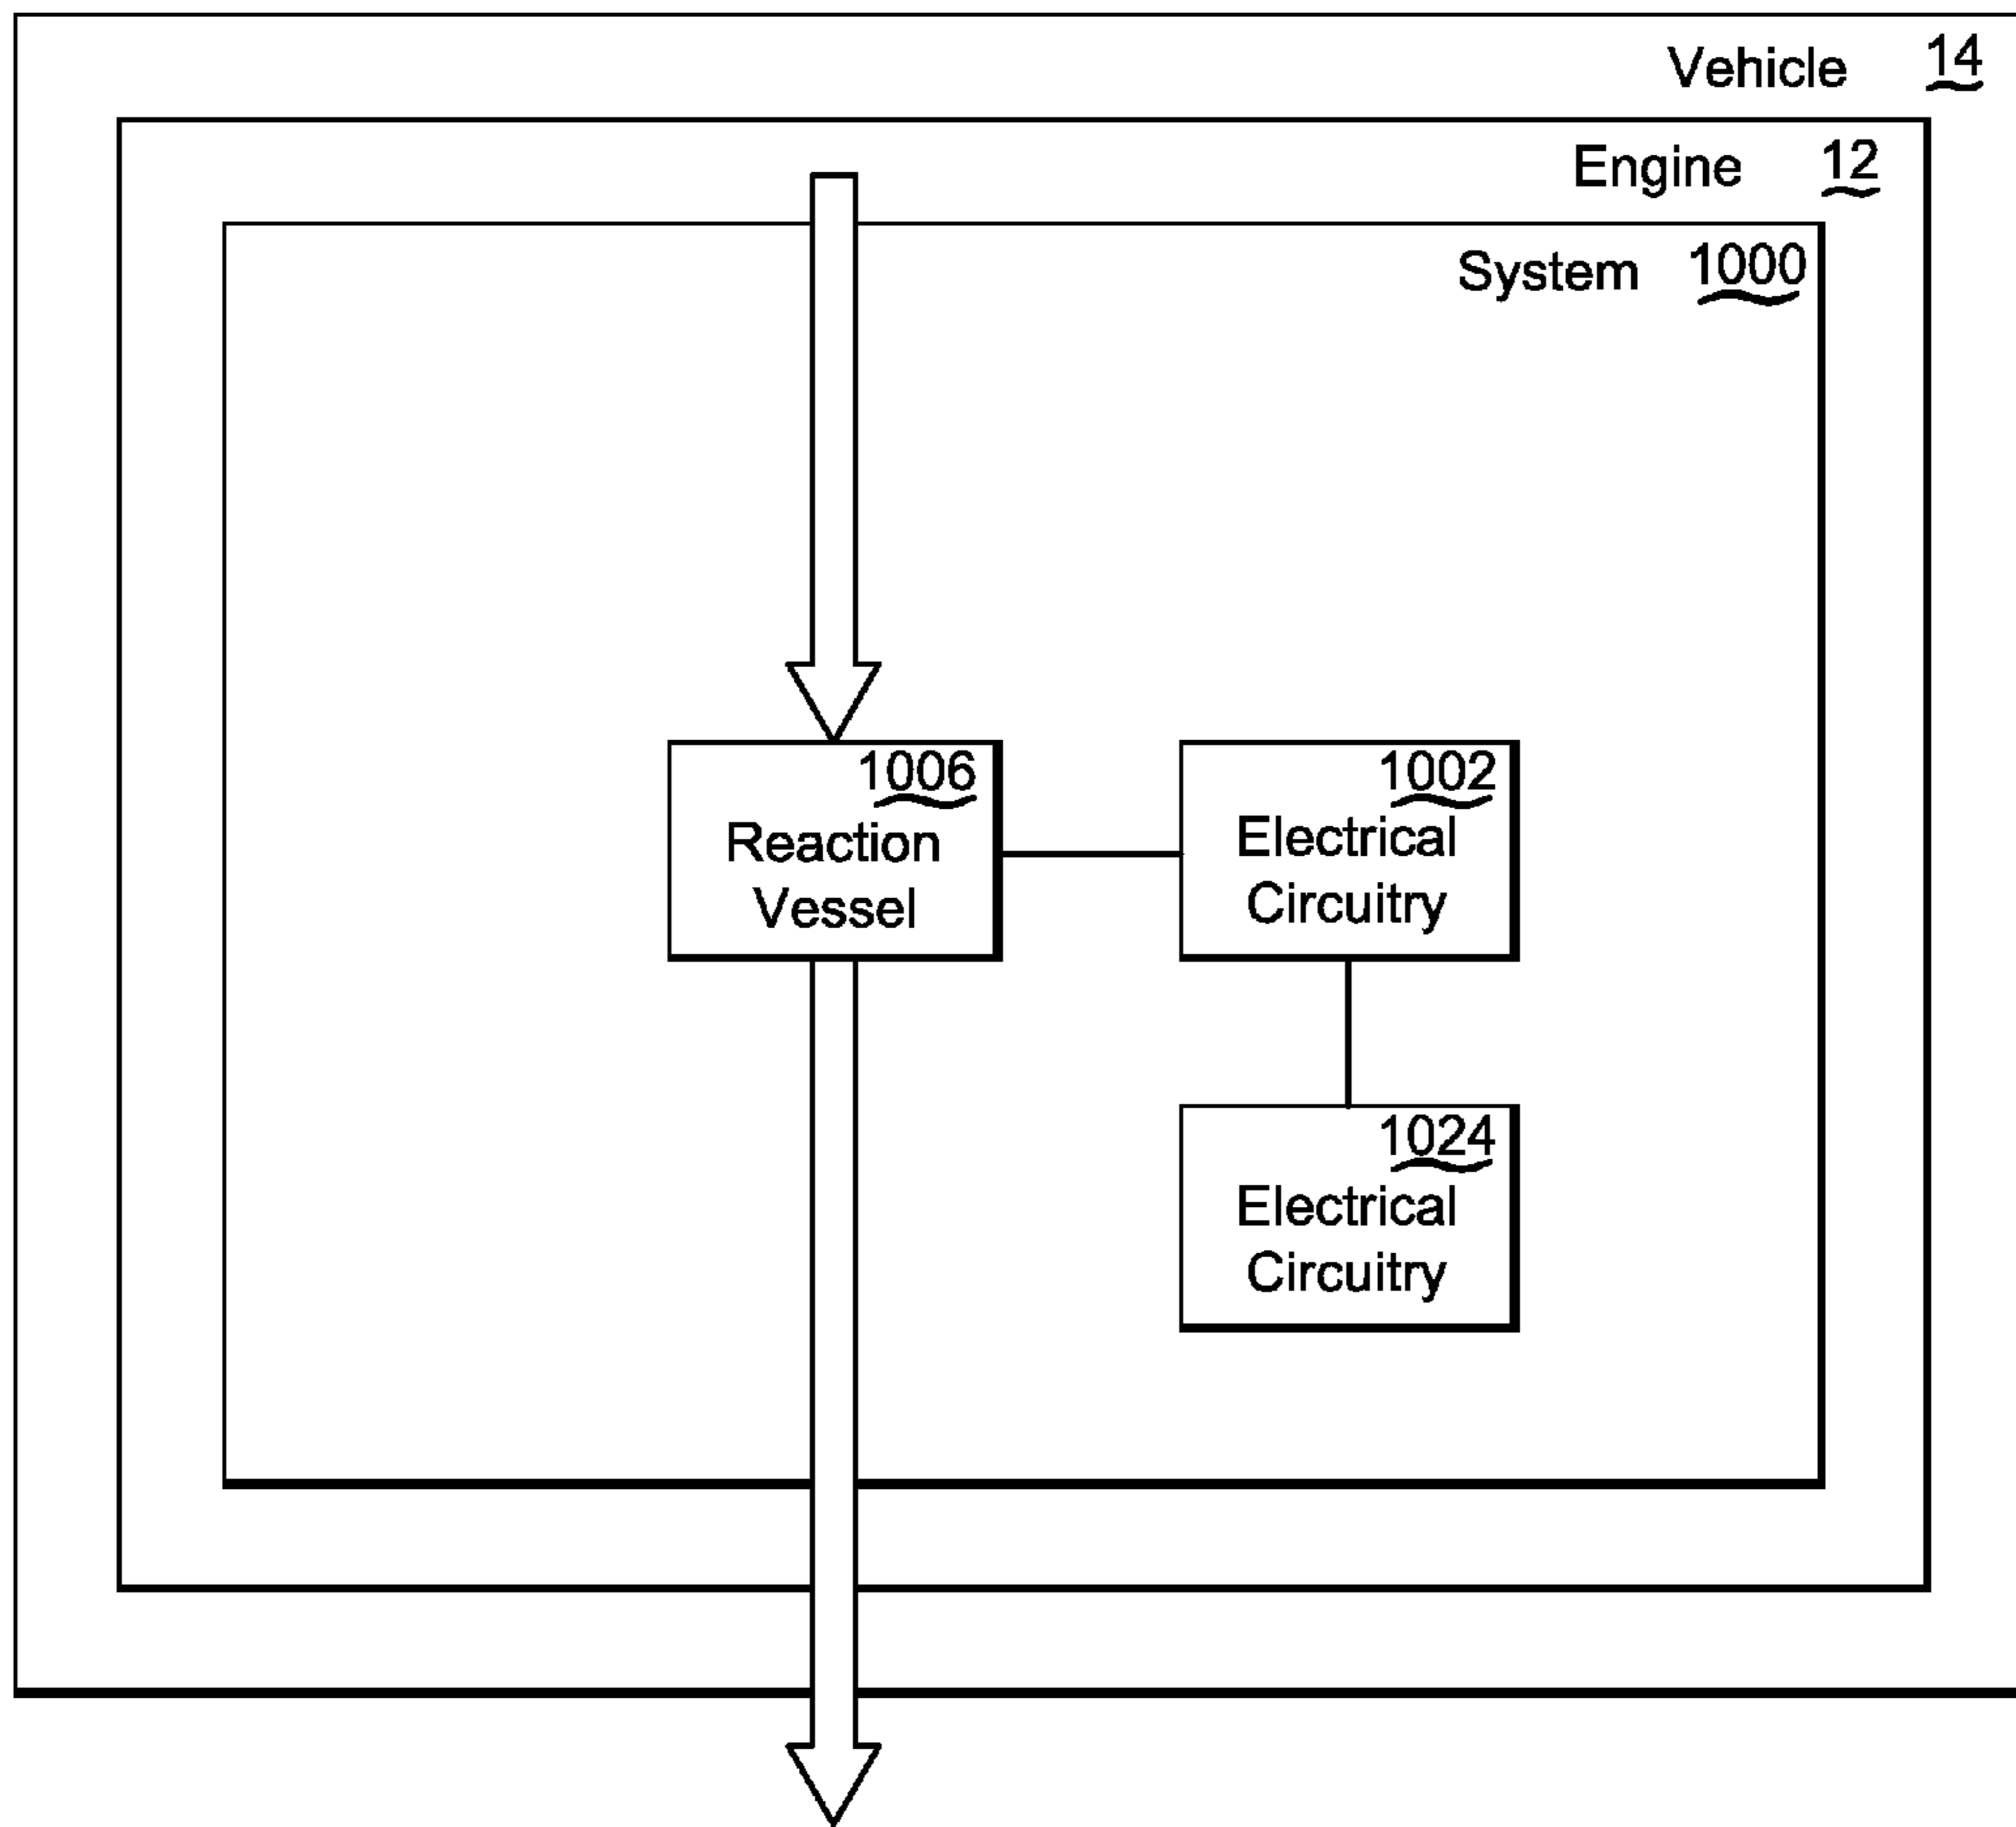 Vehicle 14
Engine 12
System 1000
1006
Reaction
Vessel
1002
Electrical
Circuitry
1024
Electrical
Circuitry